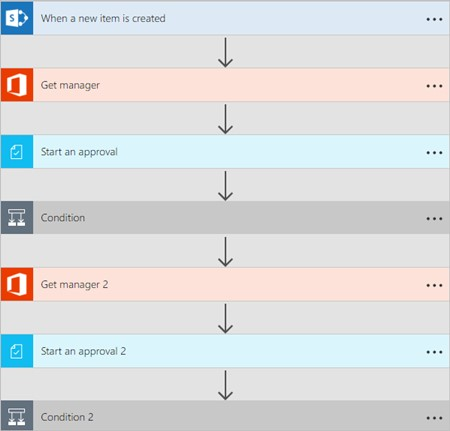 When a new item is created
Get manager
Start an approval
Condition
Get manager 2
Start an approval 2
Condition 2